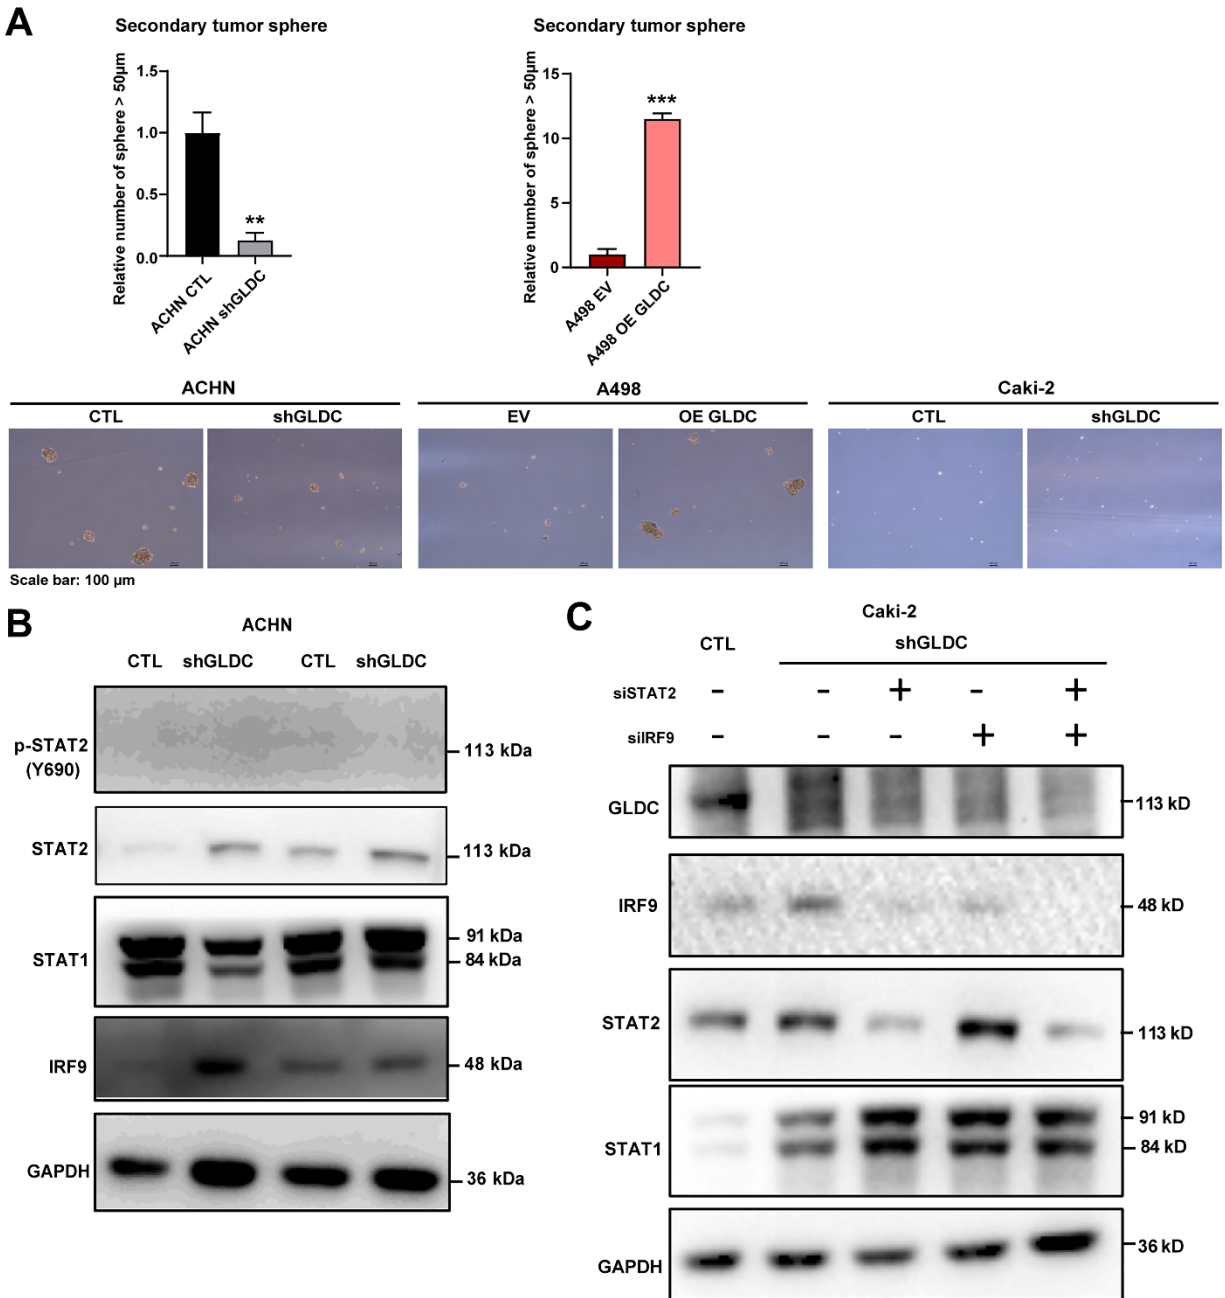 A
Secondary tumor sphere
Relative number of sphere > 50µm
1.5
1.0
0.5
0.0
**
ACHN CTL
ACHN shGLDC
Secondary tumor sphere
Relative number of sphere > 50µm
15
10
5
0
***
A498 EV
A498 OE GLDC
ACHN
CTL
shGLDC
A498
EV
OE GLDC
Caki-2
CTL
shGLDC
Scale bar: 100 µm
B
ACHN
CTL shGLDC CTL shGLDC
p-STAT2
(Y690)
113 kDa
STAT2
113 kDa
STAT1
91 kDa
84 kDa
IRF9
48 kDa
GAPDH
36 kDa
C
Caki-2
CTL
shGLDC
siSTAT2 - - + - +
siIRF9 - - - + +
GLDC
113 kD
IRF9
48 kD
STAT2
113 kD
STAT1
91 kD
84 kD
GAPDH
36 kD